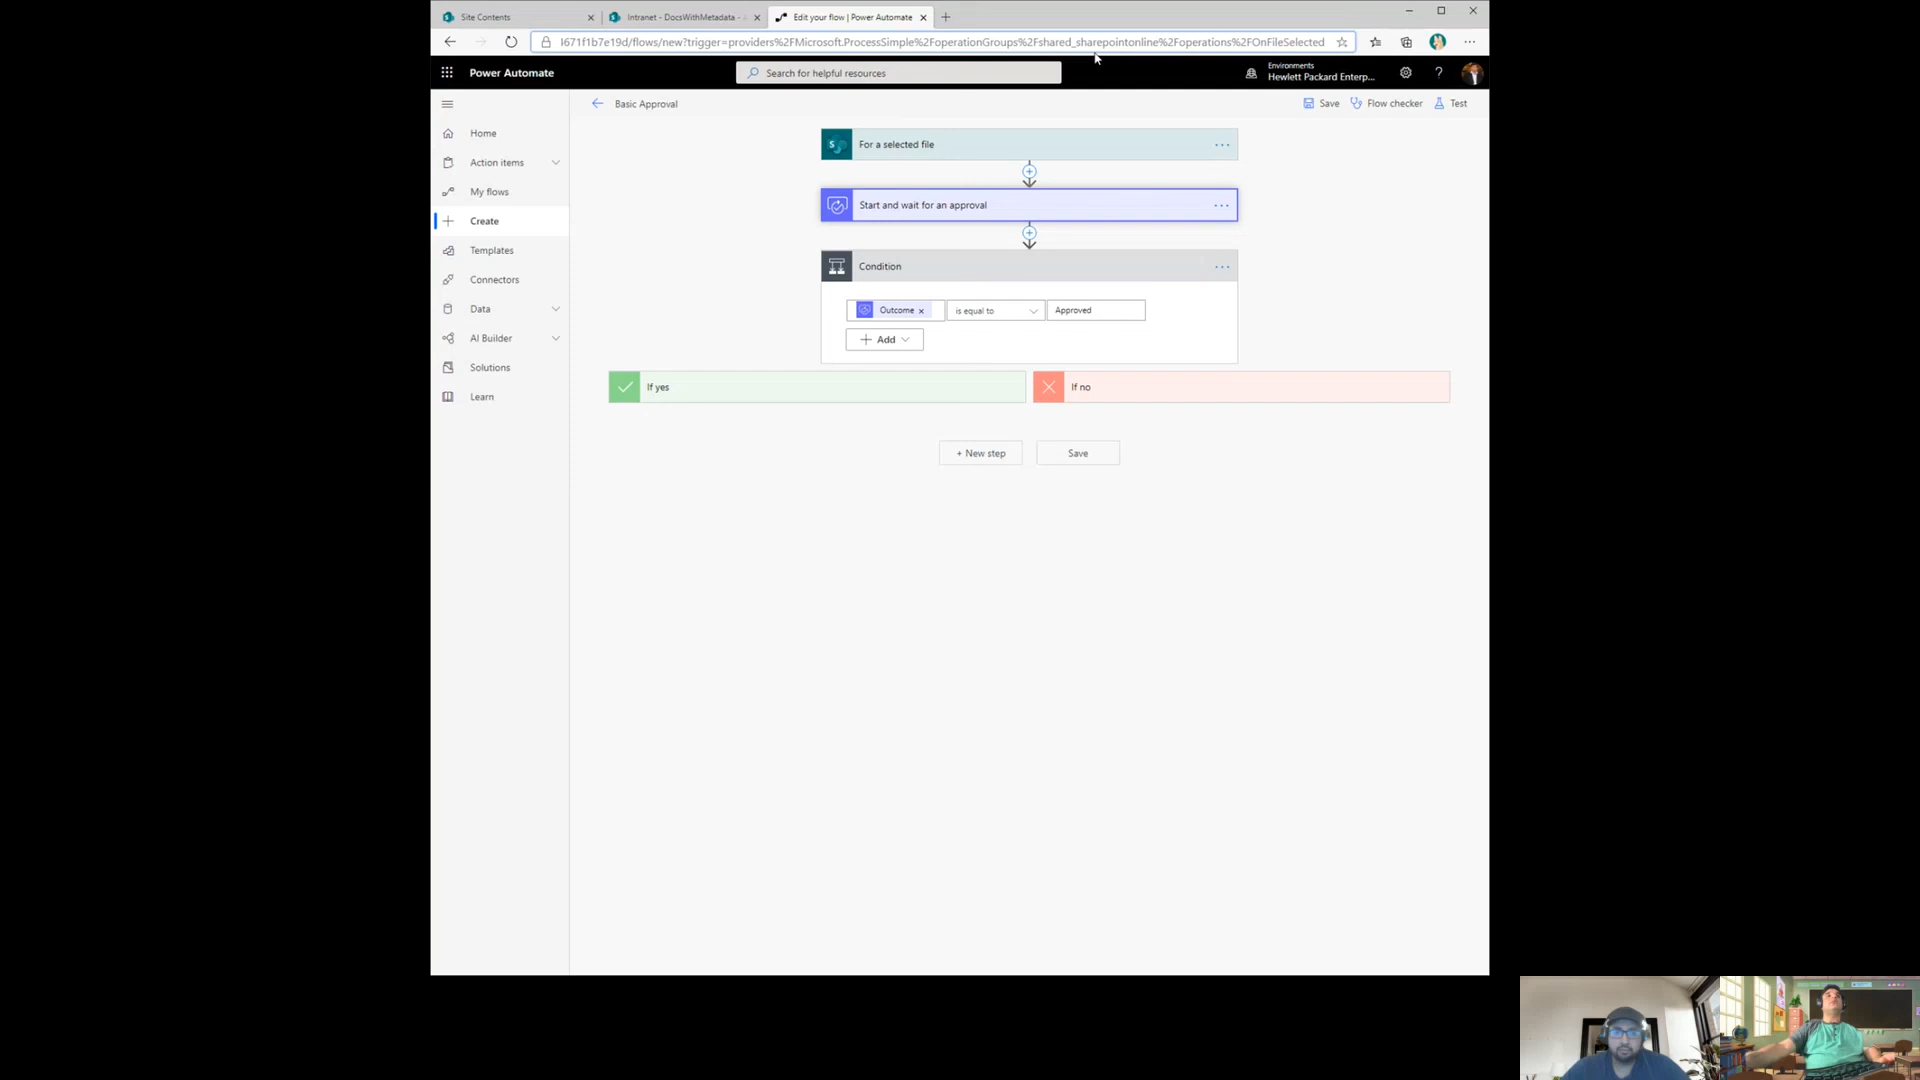 Site Contents
Intranet - DocsWithMetadata -
Edit your flow | Power Automate
671f1b7e19d/flows/new?trigger=providers%2FMicrosoft.ProcessSimple%2FoperationGroups%2Fshared_sharepointonline%2Foperations%2FOnFileSelected
Power Automate
Search for helpful resources
Environments
Hewlett Packard Enterp...
Basic Approval
Save
Flow checker
Test
Home
Action items
My flows
Create
Templates
Connectors
Data
AI Builder
Solutions
Learn
For a selected file
Start and wait for an approval
Condition
Outcome
is equal to
Approved
Add
If yes
If no
+ New step
Save